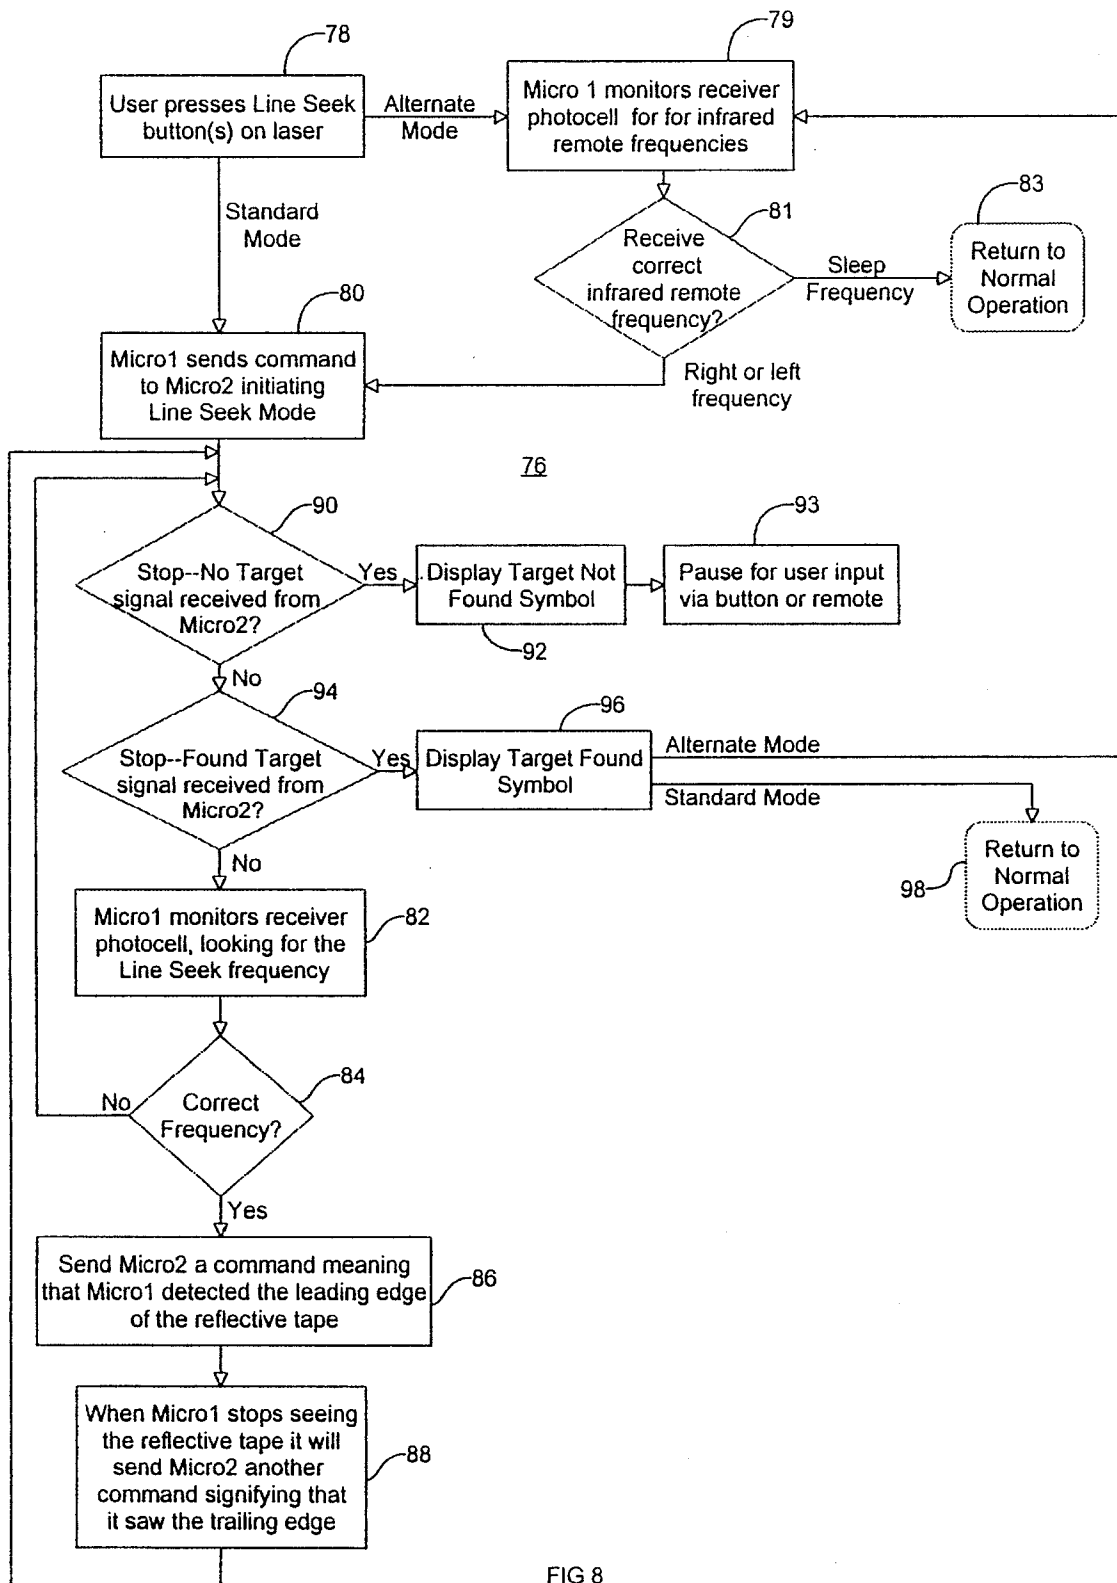 78
79
User presses Line Seek
button(s) on laser
Alternate
Mode
Micro 1 monitors receiver
photocell for for infrared
remote frequencies
Standard
Mode
81
Receive
correct
infrared remote
frequency?
Sleep
Frequency
83
Return to
Normal
Operation
80
Micro1 sends command
to Micro2 initiating
Line Seek Mode
Right or left
frequency
76
90
Stop--No Target
signal received from
Micro2?
Yes
Display Target Not
Found Symbol
92
93
Pause for user input
via button or remote
No
94
Stop--Found Target
signal received from
Micro2?
Yes
96
Display Target Found
Symbol
Alternate Mode
Standard Mode
98
Return to
Normal
Operation
No
Micro1 monitors receiver
photocell, looking for the
Line Seek frequency
82
84
Correct
Frequency?
No
Yes
Send Micro2 a command meaning
that Micro1 detected the leading edge
of the reflective tape
86
When Micro1 stops seeing
the reflective tape it will
send Micro2 another
command signifying that
it saw the trailing edge
88
FIG 8